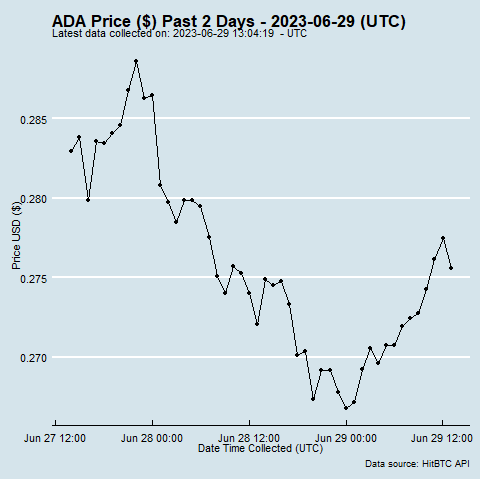 ADA Price ($) Past 2 Days - 2023-06-29 (UTC)
Latest data collected on: 2023-06-29 13:04:19 - UTC
Price USD ($)
0.285
0.280
0.275
0.270
Jun 27 12:00 Jun 28 00:00 Jun 28 12:00 Jun 29 00:00 Jun 29 12:00
Date Time Collected (UTC)
Data source: HitBTC API